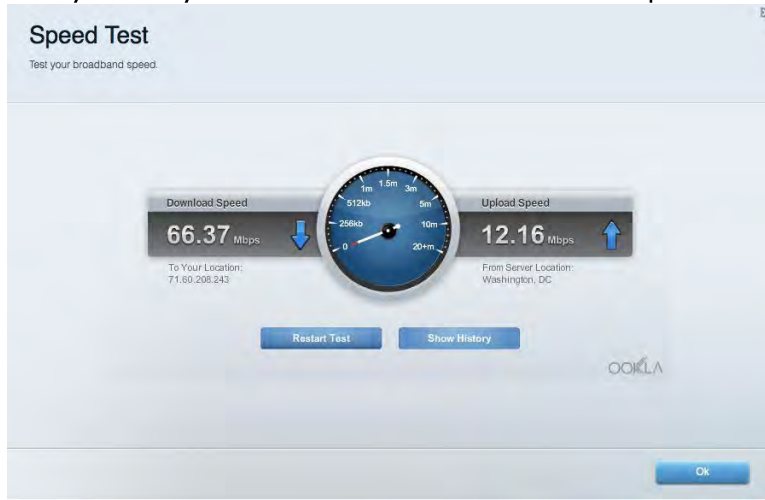 Speed Test
Test your broadband speed.
Download Speed
66.37 Mbps
To Your Location:
71.60.208.243
0
256kb
512kb
1m
1.5m
3m
5m
10m
20+m
Upload Speed
12.16 Mbps
From Server Location:
Washington, DC
Restart Test
Show History
OOKLA
Ok